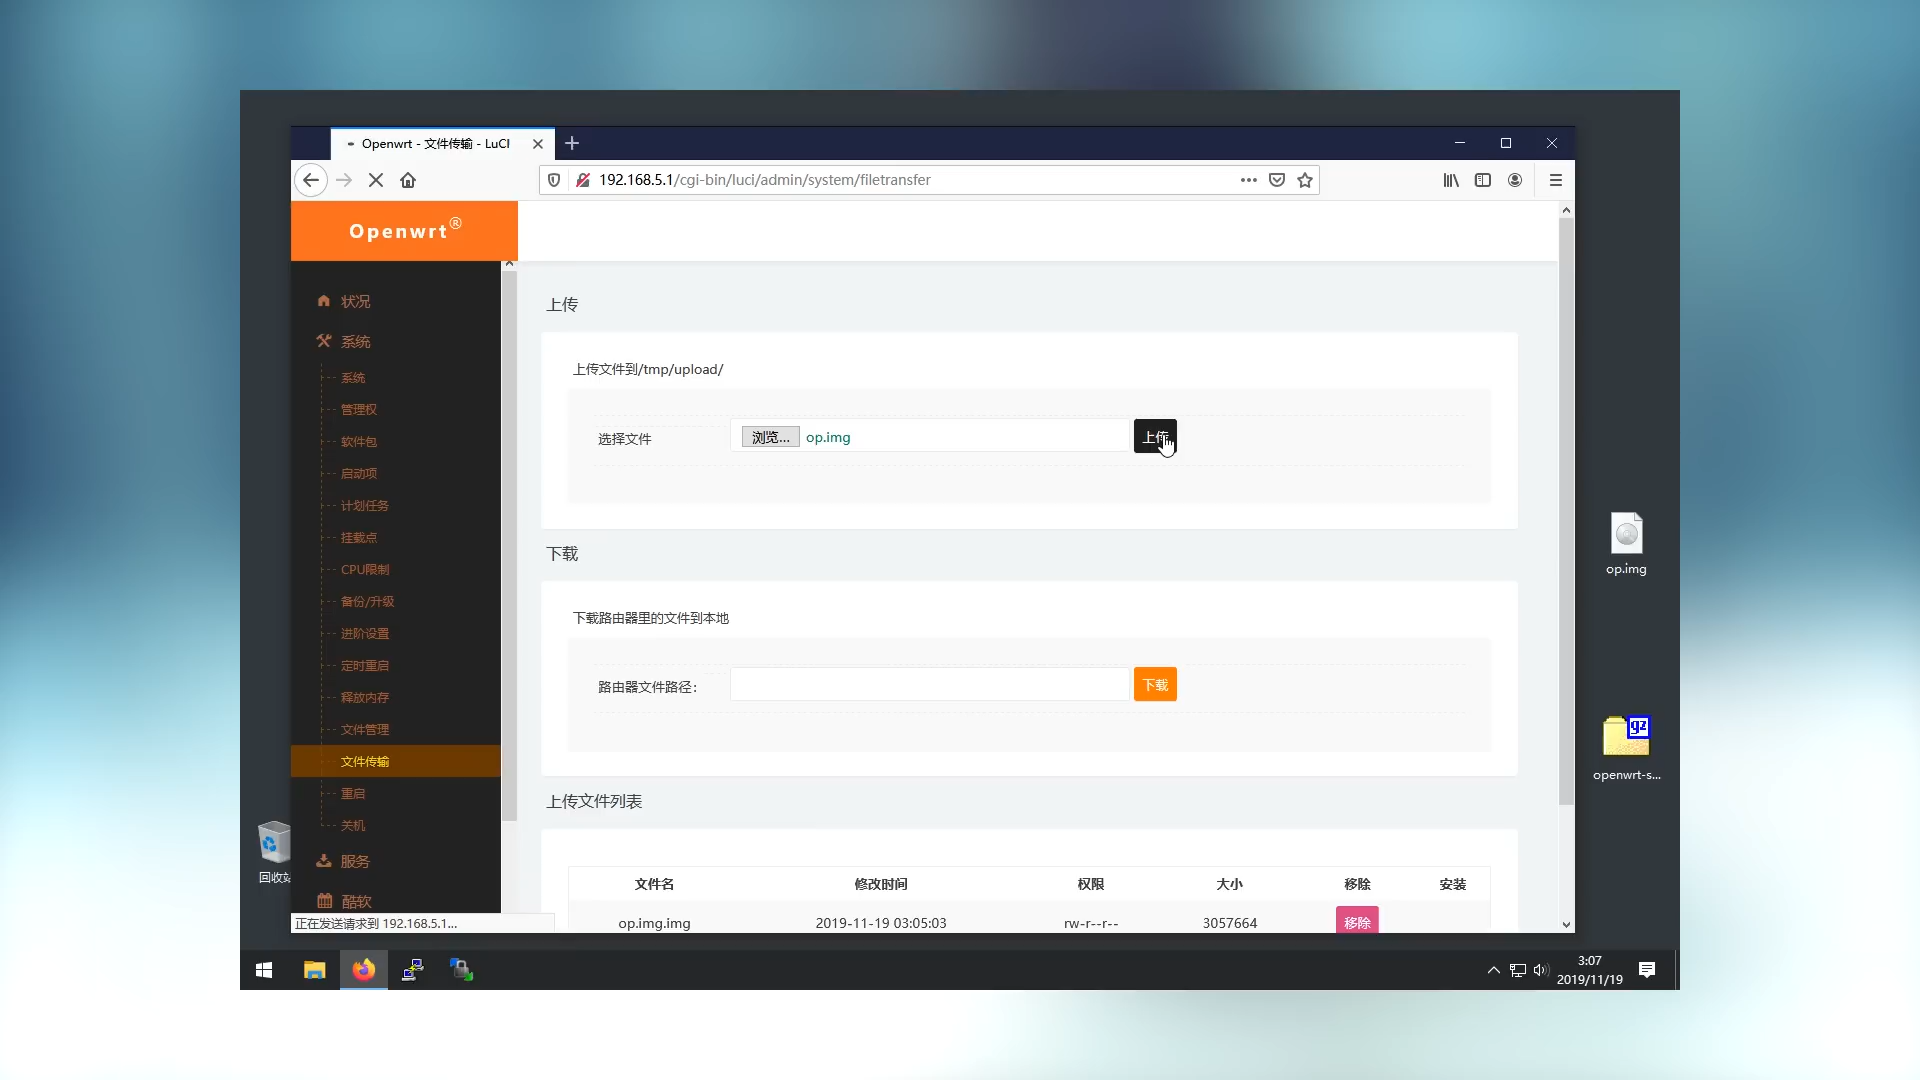 Openwrt - 文件传输 - LuCI
192.168.5.1/cgi-bin/luci/admin/system/filetransfer
Openwrt®
状况
系统
系统
管理权
软件包
启动项
计划任务
挂载点
CPU限制
备份/升级
进阶设置
定时重启
释放内存
文件管理
文件传输
重启
关机
服务
酷软
正在发送请求到 192.168.5.1...
上传
上传文件到/tmp/upload/
选择文件
浏览... op.img
上传
下载
下载路由器里的文件到本地
路由器文件路径：
下载
上传文件列表
文件名 修改时间 权限 大小 移除 安装
op.img.img 2019-11-19 03:05:03 rw-r--r-- 3057664 移除
op.img
gz
openwrt-s...
回收站
3:07
2019/11/19